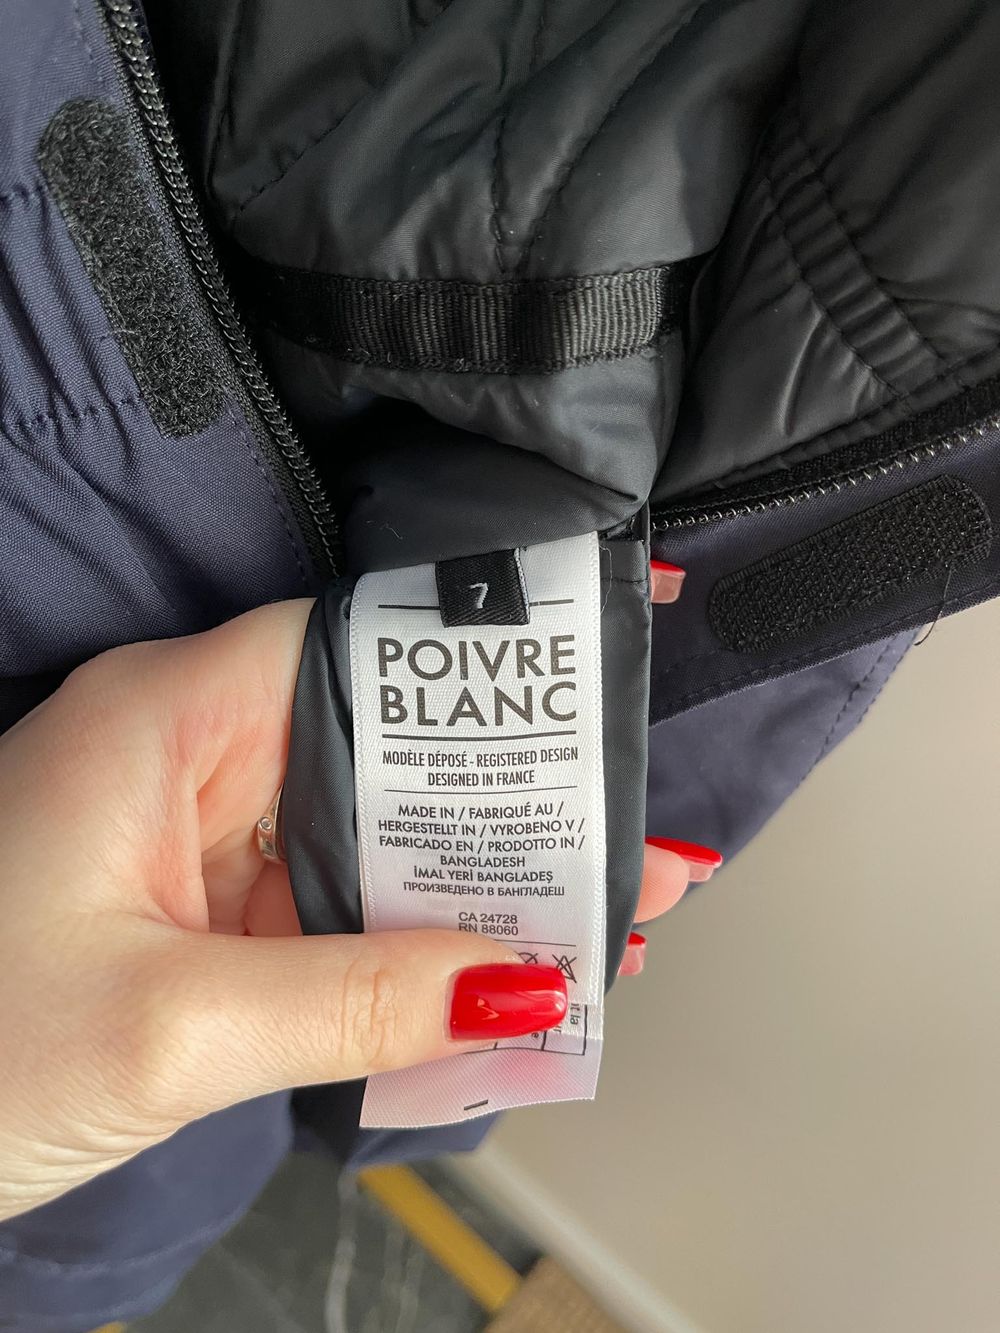 7
POIVRE
BLANC
MODÈLE DÉPOSÉ - REGISTERED DESIGN
DESIGNED IN FRANCE
MADE IN / FABRIQUÉ AU /
HERGESTELLT IN / VYROBENO V /
FABRICADO EN / PRODOTTO IN /
BANGLADESH
İMAL YERİ BANGLADEŞ
ПРОИЗВЕДЕНО В БАНГЛАДЕШ
CA 24728
RN 88060